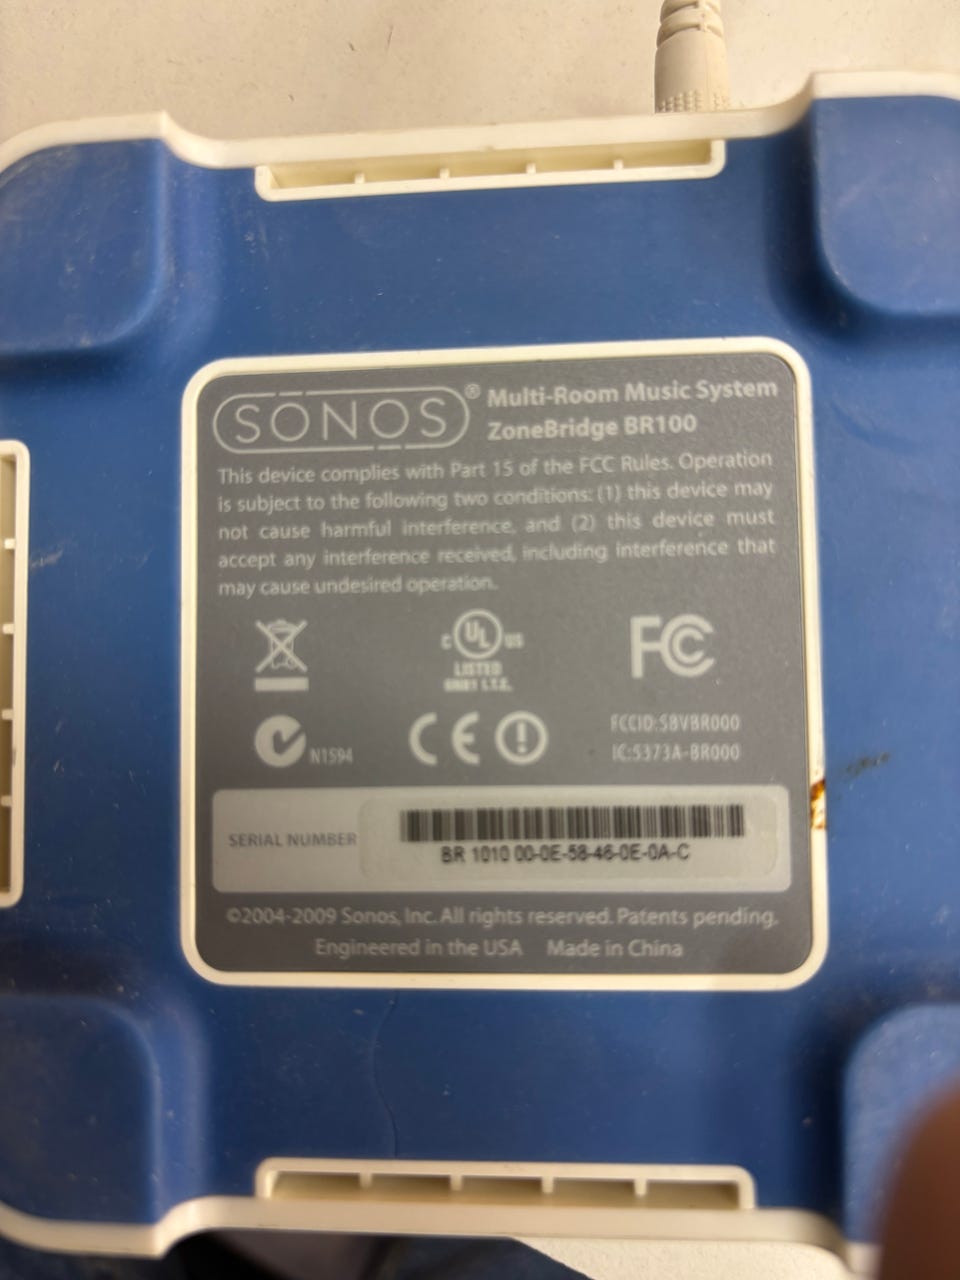 SONOS® Multi-Room Music System
ZoneBridge BR100
This device complies with Part 15 of the FCC Rules. Operation
is subject to the following two conditions: (1) this device may
not cause harmful interference, and (2) this device must
accept any interference received, including interference that
may cause undesired operation.
C UL US
LISTED
FC
N1594
CE
FCCID:SBVBR000
IC:5373A-BR000
SERIAL NUMBER
BR 1010 00-0E-58-46-0E-0A-C
©2004-2009 Sonos, Inc. All rights reserved. Patents pending.
Engineered in the USA Made in China